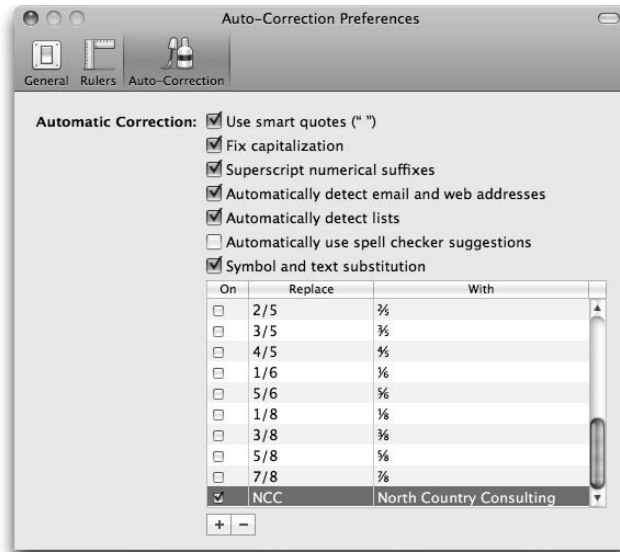 Auto-Correction Preferences
General Rulers Auto-Correction
Automatic Correction: Use smart quotes (“ ”)
Fix capitalization
Superscript numerical suffixes
Automatically detect email and web addresses
Automatically detect lists
Automatically use spell checker suggestions
Symbol and text substitution
On Replace With
2/5 ⅖
3/5 ⅗
4/5 ⅘
1/6 ⅙
5/6 ⅚
1/8 ⅛
3/8 ⅜
5/8 ⅝
7/8 ⅞
NCC North Country Consulting
+ −